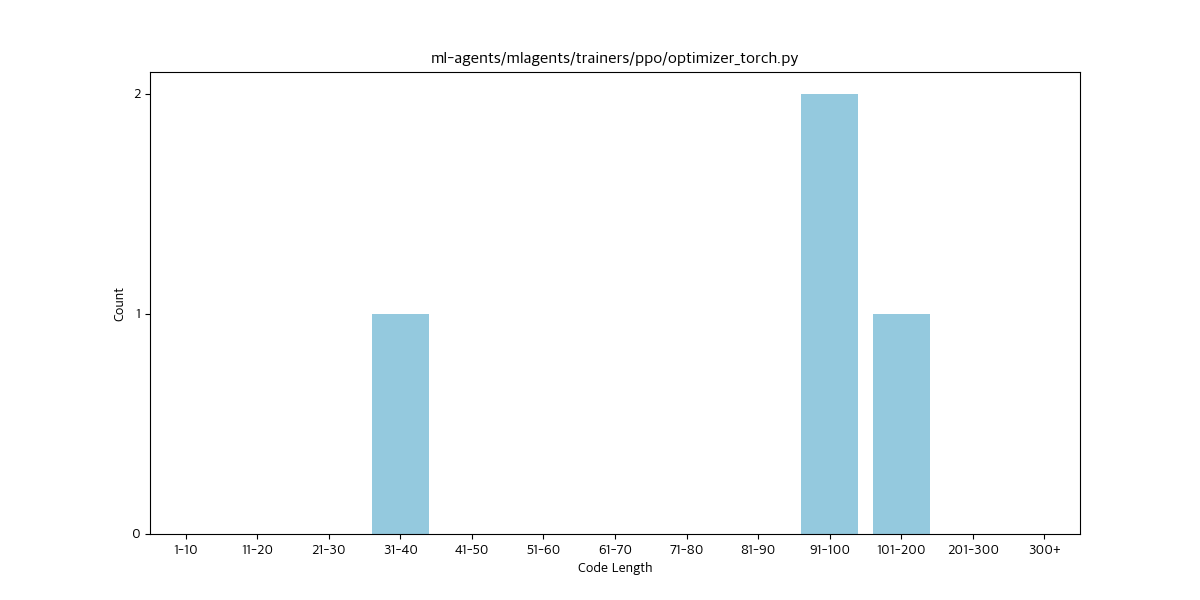 ml-agents/mlagents/trainers/ppo/optimizer_torch.py
2
1
0
Count
1-10 11-20 21-30 31-40 41-50 51-60 61-70 71-80 81-90 91-100 101-200 201-300 300+
Code Length